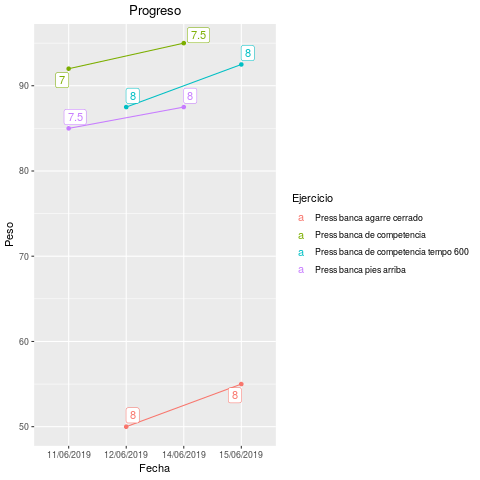 Progreso
7.5
7
8
8
8
7.5
8
8
90
80
70
60
50
Peso
11/06/2019 12/06/2019 14/06/2019 15/06/2019
Fecha
Ejercicio
a Press banca agarre cerrado
a Press banca de competencia
a Press banca de competencia tempo 600
a Press banca pies arriba